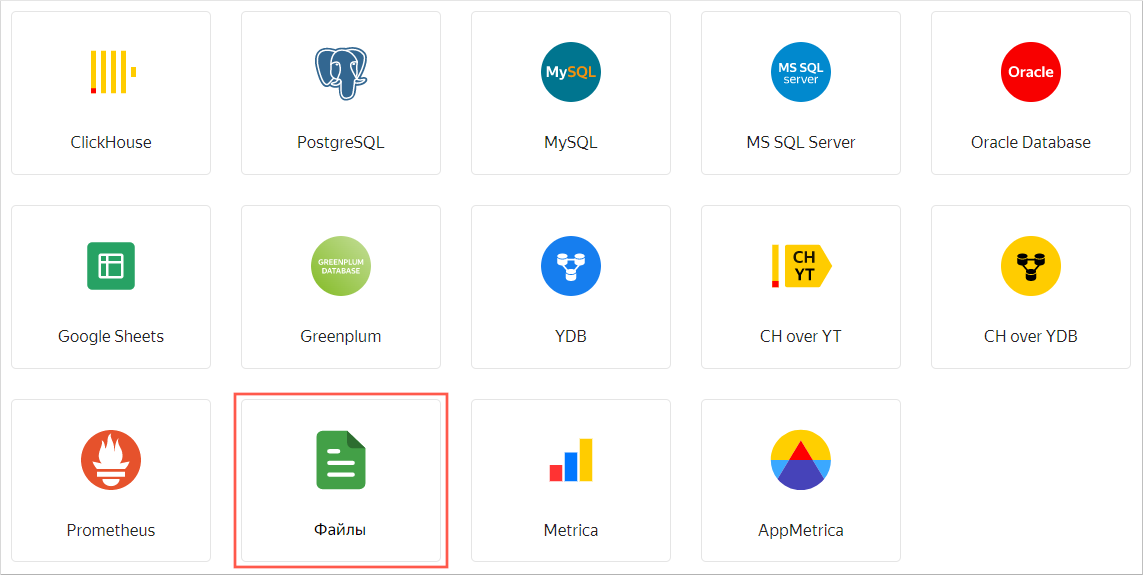 MySQL
MS SQL
server
Oracle
ClickHouse
PostgreSQL
MySQL
MS SQL Server
Oracle Database
GREENPLUM
DATABASE
CH
YT
Google Sheets
Greenplum
YDB
CH over YT
CH over YDB
Prometheus
Файлы
Metrica
AppMetrica